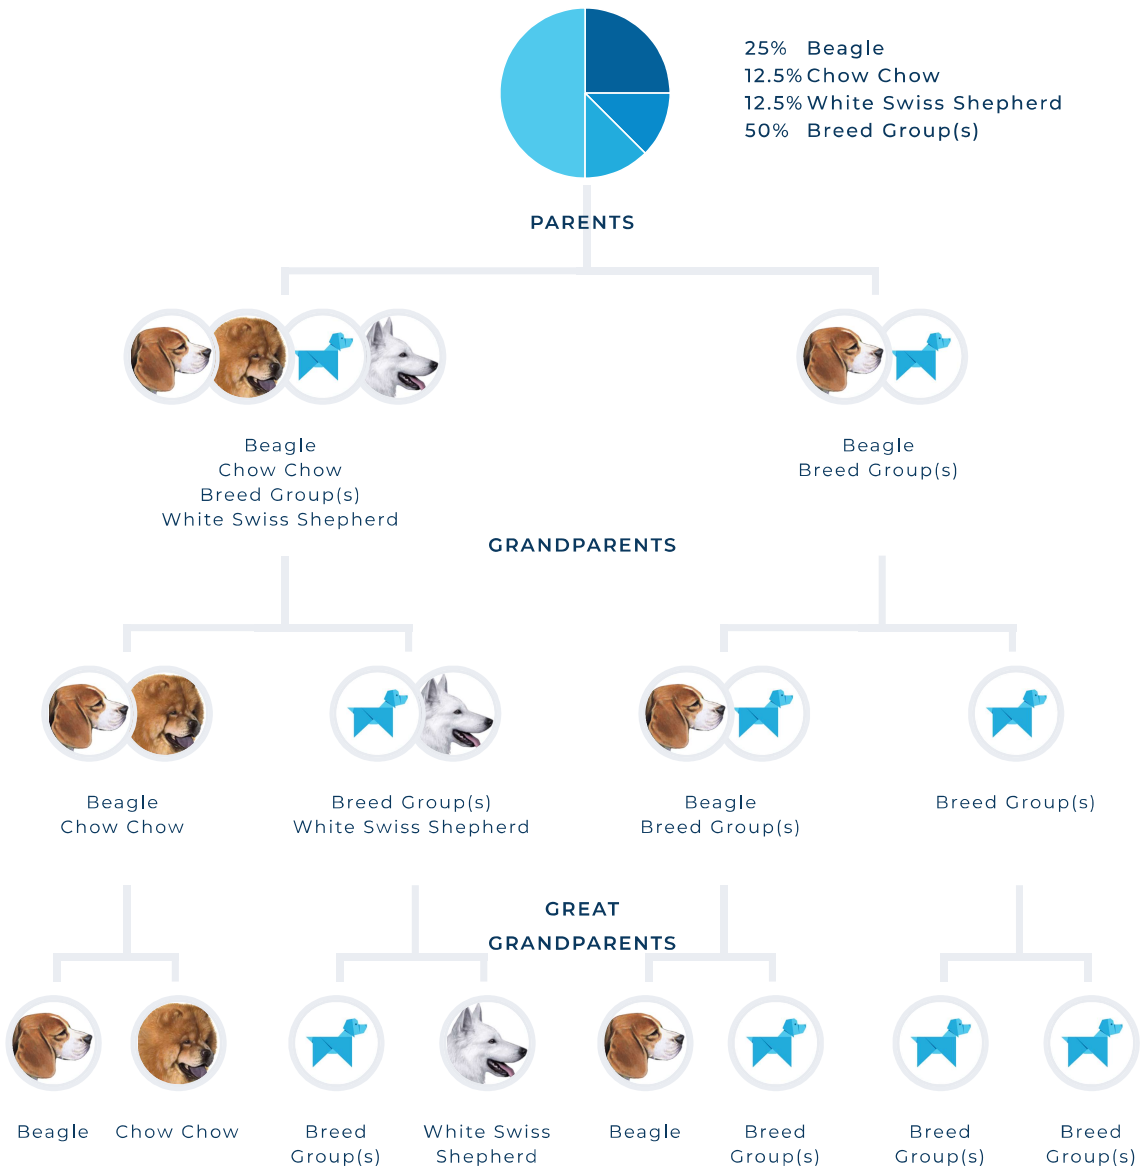 25% Beagle
12.5% Chow Chow
12.5% White Swiss Shepherd
50% Breed Group(s)
PARENTS
Beagle
Chow Chow
Breed Group(s)
White Swiss Shepherd
Beagle
Breed Group(s)
GRANDPARENTS
Beagle
Chow Chow
Breed Group(s)
White Swiss Shepherd
Beagle
Breed Group(s)
Breed Group(s)
GREAT
GRANDPARENTS
Beagle
Chow Chow
Breed
Group(s)
White Swiss
Shepherd
Beagle
Breed
Group(s)
Breed
Group(s)
Breed
Group(s)